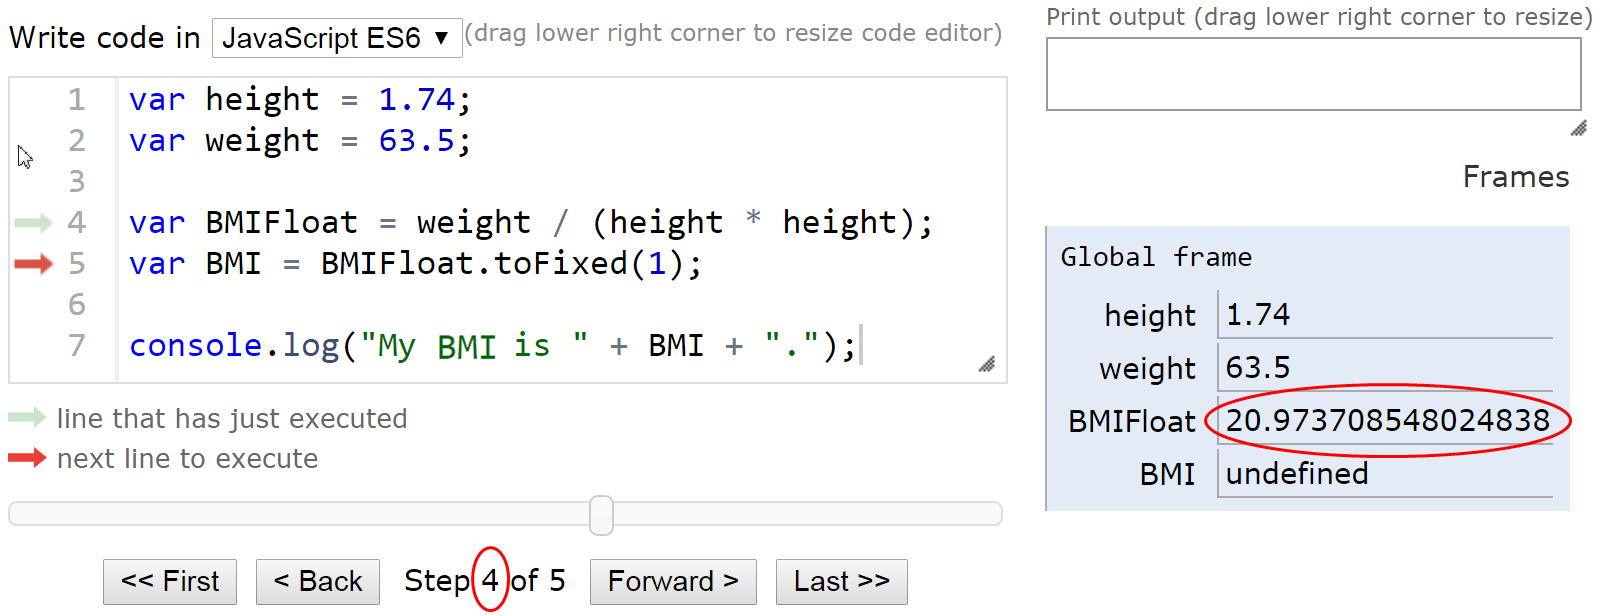 Write code in JavaScript ES6 ▼ (drag lower right corner to resize code editor)
1 var height = 1.74;
2 var weight = 63.5;
3
4 var BMIFloat = weight / (height * height);
5 var BMI = BMIFloat.toFixed(1);
6
7 console.log("My BMI is " + BMI + ".");
line that has just executed
next line to execute
<< First < Back Step 4 of 5 Forward > Last >>
Print output (drag lower right corner to resize)
Frames
Global frame
height 1.74
weight 63.5
BMIFloat 20.973708548024838
BMI undefined